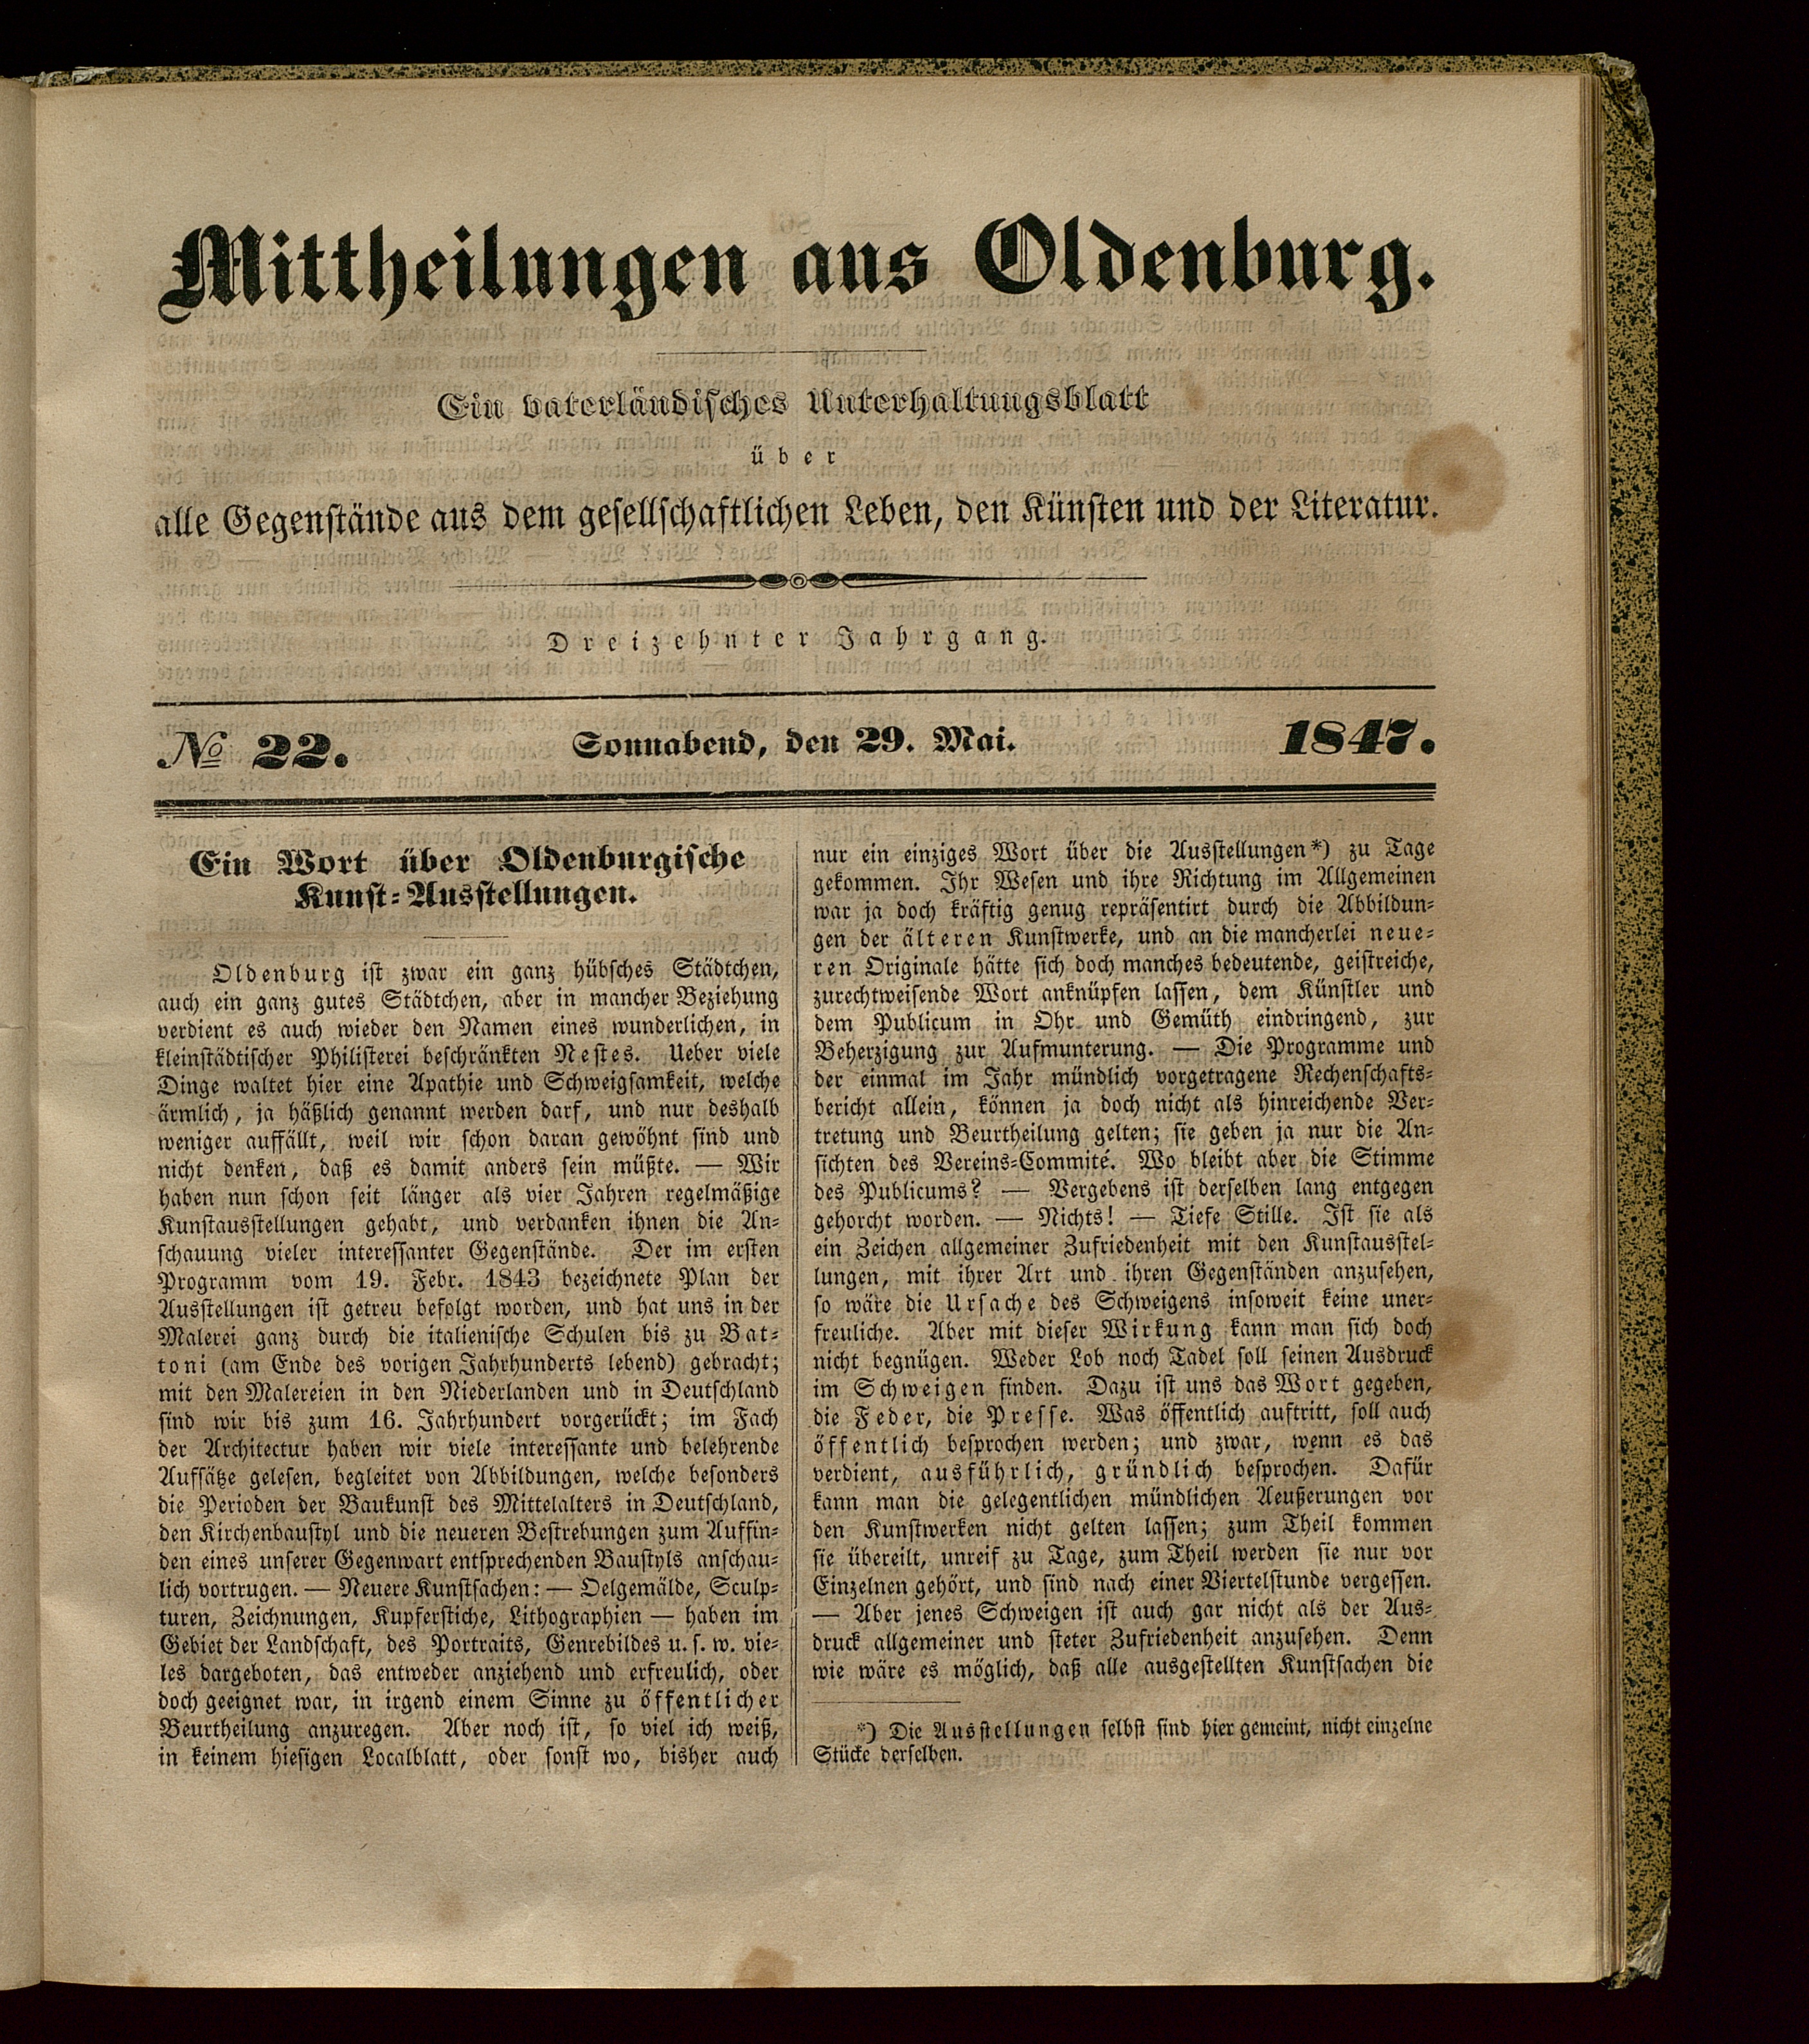 Mittheilungen aus Oldenburg.
Ein vaterländisches Unterhaltungsblatt
über
alle Gegenstände aus dem gesellschaftlichen Leben, den Künsten und der Literatur.
Dreizehnter Jahrgang.
№ 22. Sonnabend, den 29. Mai. 1847.
Ein Wort über Oldenburgische
Kunst-Ausstellungen.
Oldenburg ist zwar ein ganz hübsches Städtchen,
auch ein ganz gutes Städtchen, aber in mancher Beziehung
verdient es auch wieder den Namen eines wunderlichen, in
kleinstädtischer Philisterei beschränkten Nestes. Ueber viele
Dinge waltet hier eine Apathie und Schweigsamkeit, welche
ärmlich, ja häßlich genannt werden darf, und nur deshalb
weniger auffällt, weil wir schon daran gewöhnt sind und
nicht denken, daß es damit anders sein müßte. — Wir
haben nun schon seit länger als vier Jahren regelmäßige
Kunstausstellungen gehabt, und verdanken ihnen die An-
schauung vieler interessanter Gegenstände. Der im ersten
Programm vom 19. Febr. 1843 bezeichnete Plan der
Ausstellungen ist getreu befolgt worden, und hat uns in der
Malerei ganz durch die italienische Schulen bis zu Bat-
toni (am Ende des vorigen Jahrhunderts lebend) gebracht;
mit den Malereien in den Niederlanden und in Deutschland
sind wir bis zum 16. Jahrhundert vorgerückt; im Fach
der Architectur haben wir viele interessante und belehrende
Aufsätze gelesen, begleitet von Abbildungen, welche besonders
die Perioden der Baukunst des Mittelalters in Deutschland,
den Kirchenbaustyl und die neueren Bestrebungen zum Auffin-
den eines unserer Gegenwart entsprechenden Baustyls anschau-
lich vortrugen. — Neuere Kunstsachen: — Oelgemälde, Sculp-
turen, Zeichnungen, Kupferstiche, Lithographien — haben im
Gebiet der Landschaft, des Portraits, Genrebildes u. s. w. vie-
les dargeboten, das entweder anziehend und erfreulich, oder
doch geeignet war, in irgend einem Sinne zu öffentlicher
Beurtheilung anzuregen. Aber noch ist, so viel ich weiß,
in keinem hiesigen Localblatt, oder sonst wo, bisher auch
nur ein einziges Wort über die Ausstellungen*) zu Tage
gekommen. Ihr Wesen und ihre Richtung im Allgemeinen
war ja doch kräftig genug repräsentirt durch die Abbildun-
gen der älteren Kunstwerke, und an die mancherlei neue-
ren Originale hätte sich doch manches bedeutende, geistreiche,
zurechtweisende Wort anknüpfen lassen, dem Künstler und
dem Publicum in Ohr und Gemüth eindringend, zur
Beherzigung zur Aufmunterung. — Die Programme und
der einmal im Jahr mündlich vorgetragene Rechenschafts-
bericht allein, können ja doch nicht als hinreichende Ver-
tretung und Beurtheilung gelten; sie geben ja nur die An-
sichten des Vereins-Commité. Wo bleibt aber die Stimme
des Publicums? — Vergebens ist derselben lang entgegen
gehorcht worden. — Nichts! — Tiefe Stille. Ist sie als
ein Zeichen allgemeiner Zufriedenheit mit den Kunstausstel-
lungen, mit ihrer Art und ihren Gegenständen anzusehen,
so wäre die Ursache des Schweigens insoweit keine uner-
freuliche. Aber mit dieser Wirkung kann man sich doch
nicht begnügen. Weder Lob noch Tadel soll seinen Ausdruck
im Schweigen finden. Dazu ist uns das Wort gegeben,
die Feder, die Presse. Was öffentlich auftritt, soll auch
öffentlich besprochen werden; und zwar, wenn es das
verdient, ausführlich, gründlich besprochen. Dafür
kann man die gelegentlichen mündlichen Aeußerungen vor
den Kunstwerken nicht gelten lassen; zum Theil kommen
sie übereilt, unreif zu Tage, zum Theil werden sie nur vor
Einzelnen gehört, und sind nach einer Viertelstunde vergessen.
— Aber jenes Schweigen ist auch gar nicht als der Aus-
druck allgemeiner und steter Zufriedenheit anzusehen. Denn
wie wäre es möglich, daß alle ausgestellten Kunstsachen die
*) Die Ausstellungen selbst sind hier gemeint, nicht einzelne
Stücke derselben.